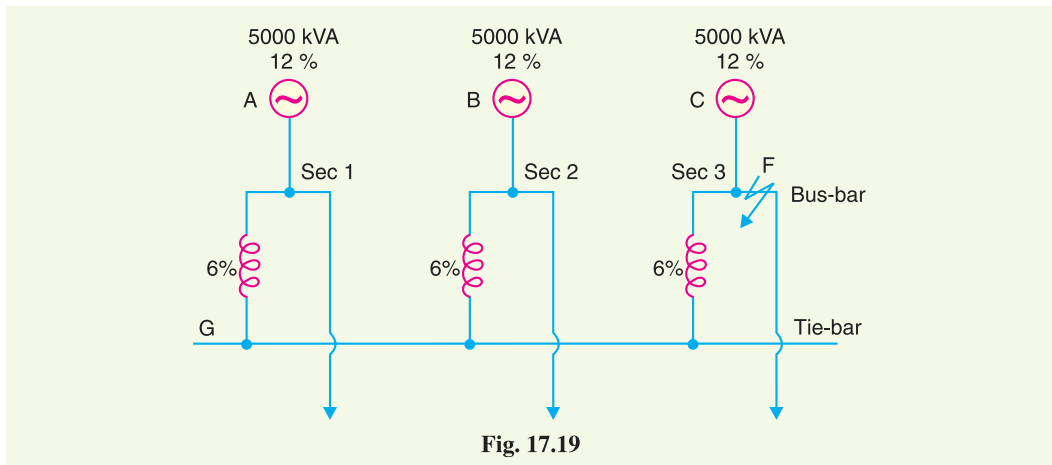 5000 kVA
12 %
A
5000 kVA
12 %
B
5000 kVA
12 %
C
Sec 1
Sec 2
Sec 3
F
Bus-bar
6%
6%
6%
G
Tie-bar
Fig. 17.19